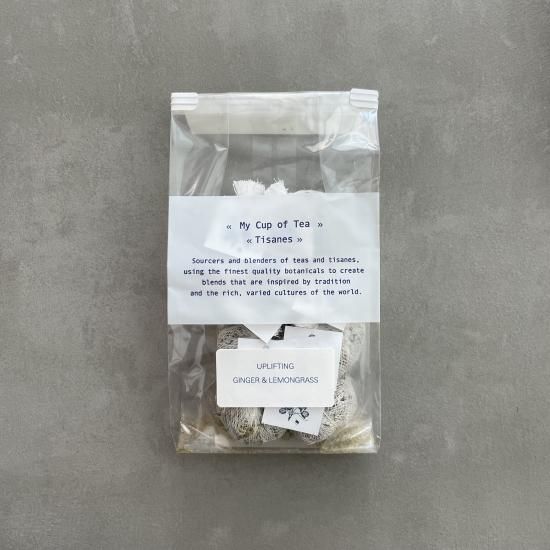 « My Cup of Tea »
« Tisanes »
Sourcers and blenders of teas and tisanes,
using the finest quality botanicals to create
blends that are inspired by tradition
and the rich, varied cultures of the world.
UPLIFTING
GINGER & LEMONGRASS